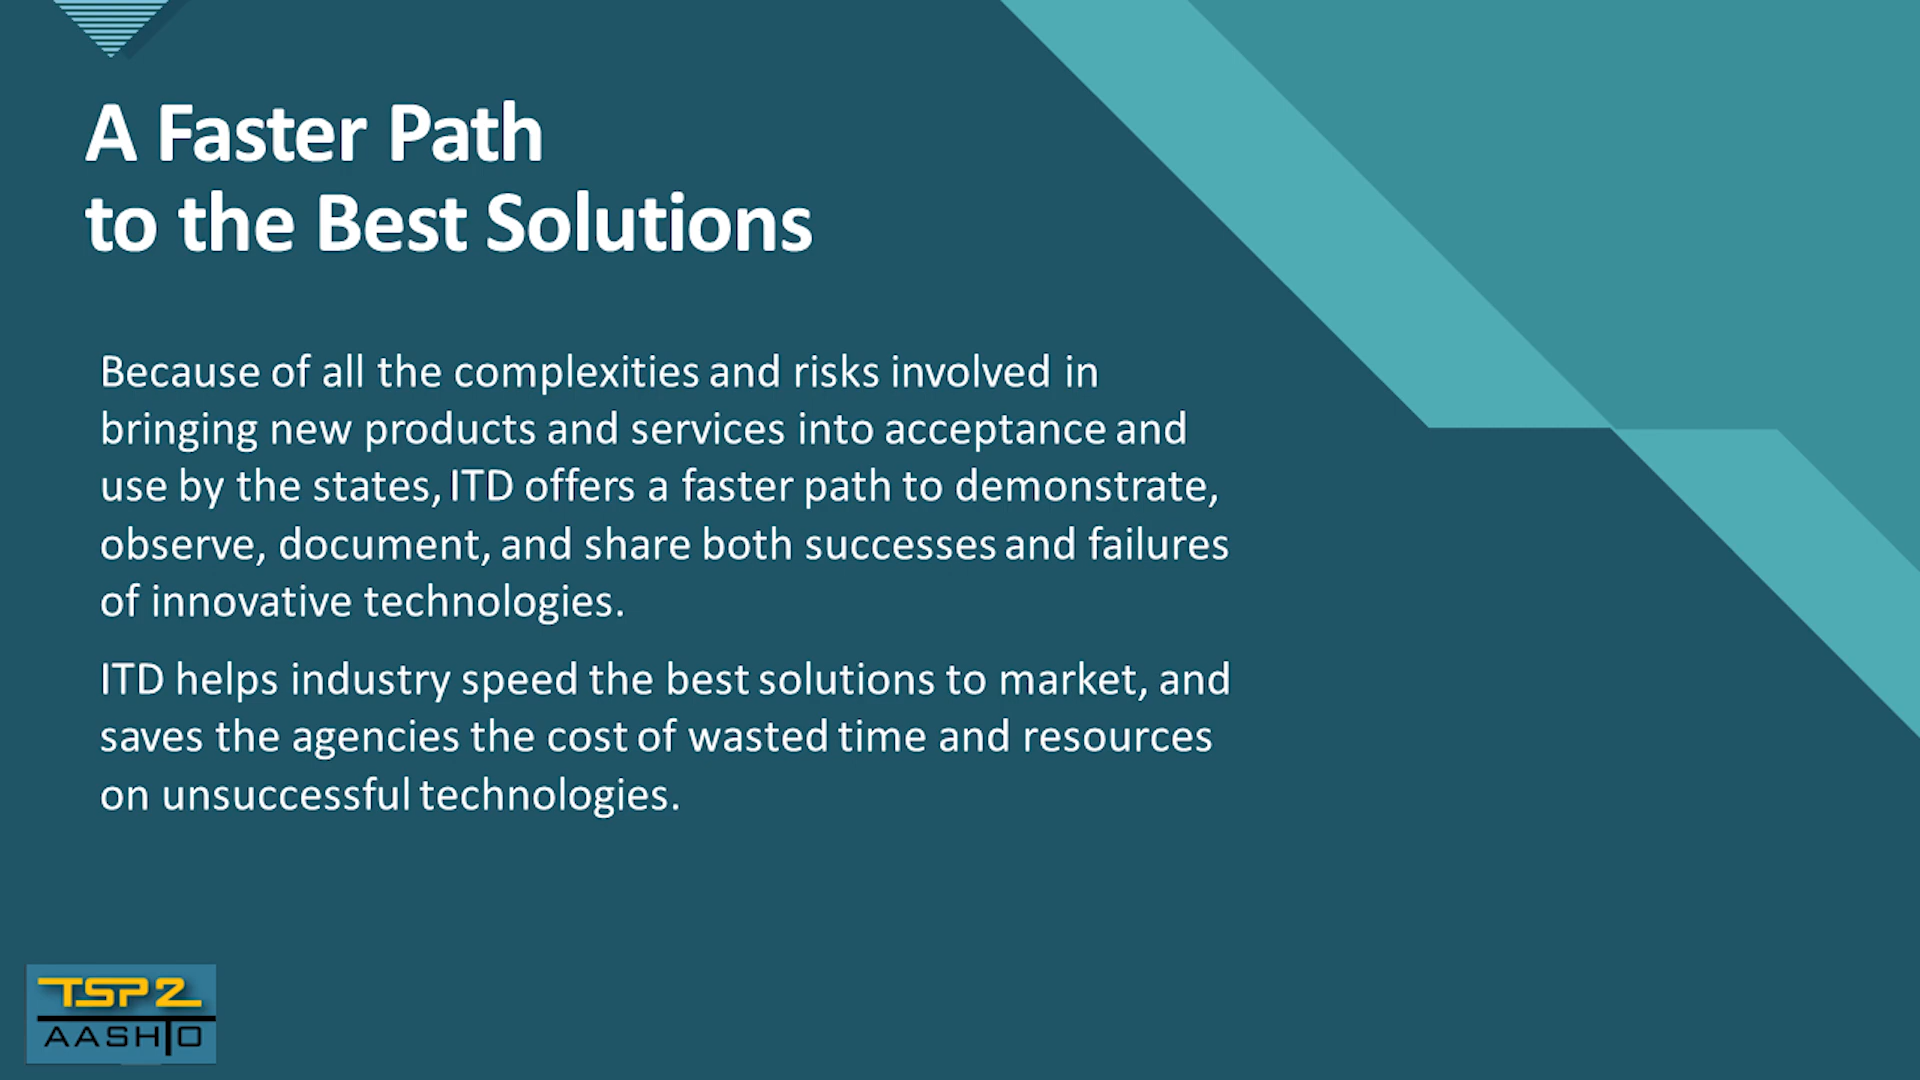 A Faster Path
to the Best Solutions
Because of all the complexities and risks involved in
bringing new products and services into acceptance and
use by the states, ITD offers a faster path to demonstrate,
observe, document, and share both successes and failures
of innovative technologies.
ITD helps industry speed the best solutions to market, and
saves the agencies the cost of wasted time and resources
on unsuccessful technologies.
TSP2
AASHTO